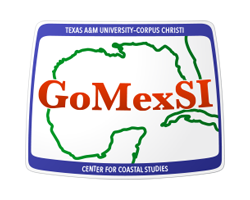 TEXAS A&M UNIVERSITY-CORPUS CHRISTI
GoMexSI
CENTER FOR COASTAL STUDIES